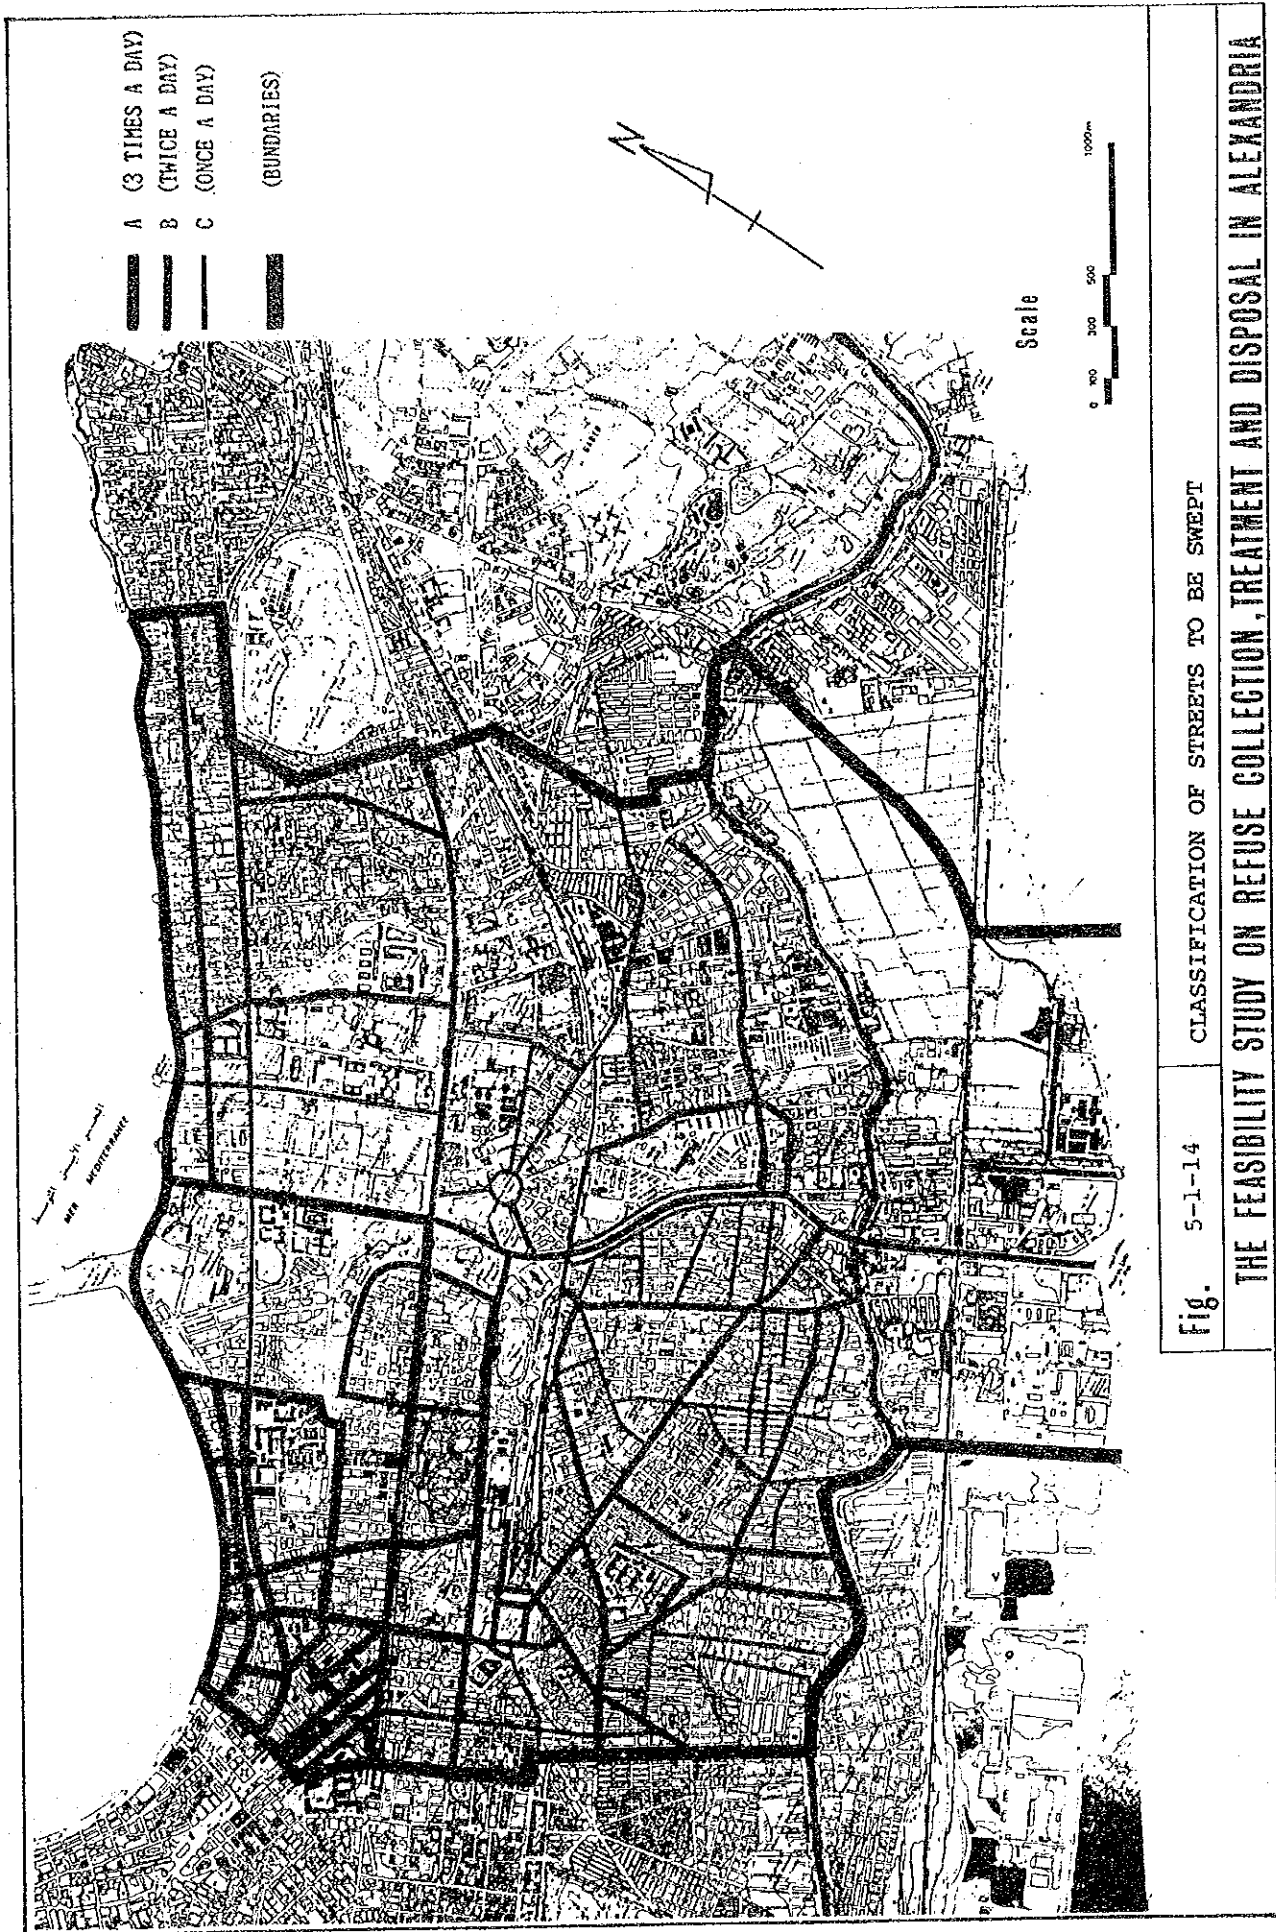 A (3 TIMES A DAY)
B (TWICE A DAY)
C (ONCE A DAY)
(BUNDARIES)
N
MER MEDITERRANEE
Scale
0 100 300 500 1000m
Fig. 5-1-14
CLASSIFICATION OF STREETS TO BE SWEPT
THE FEASIBILITY STUDY ON REFUSE COLLECTION, TREATMENT AND DISPOSAL IN ALEXANDRIA